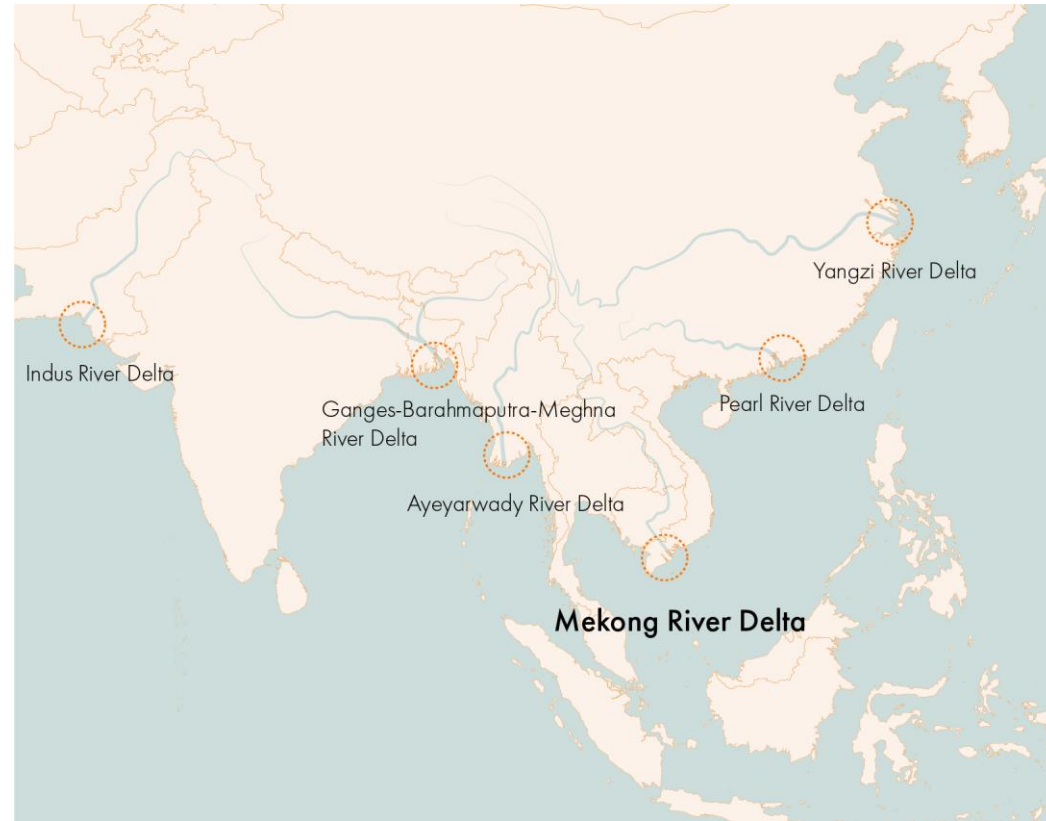 Yangzi River Delta
Indus River Delta
Pearl River Delta
Ganges-Barahmaputra-Meghna
River Delta
Ayeyarwady River Delta
Mekong River Delta